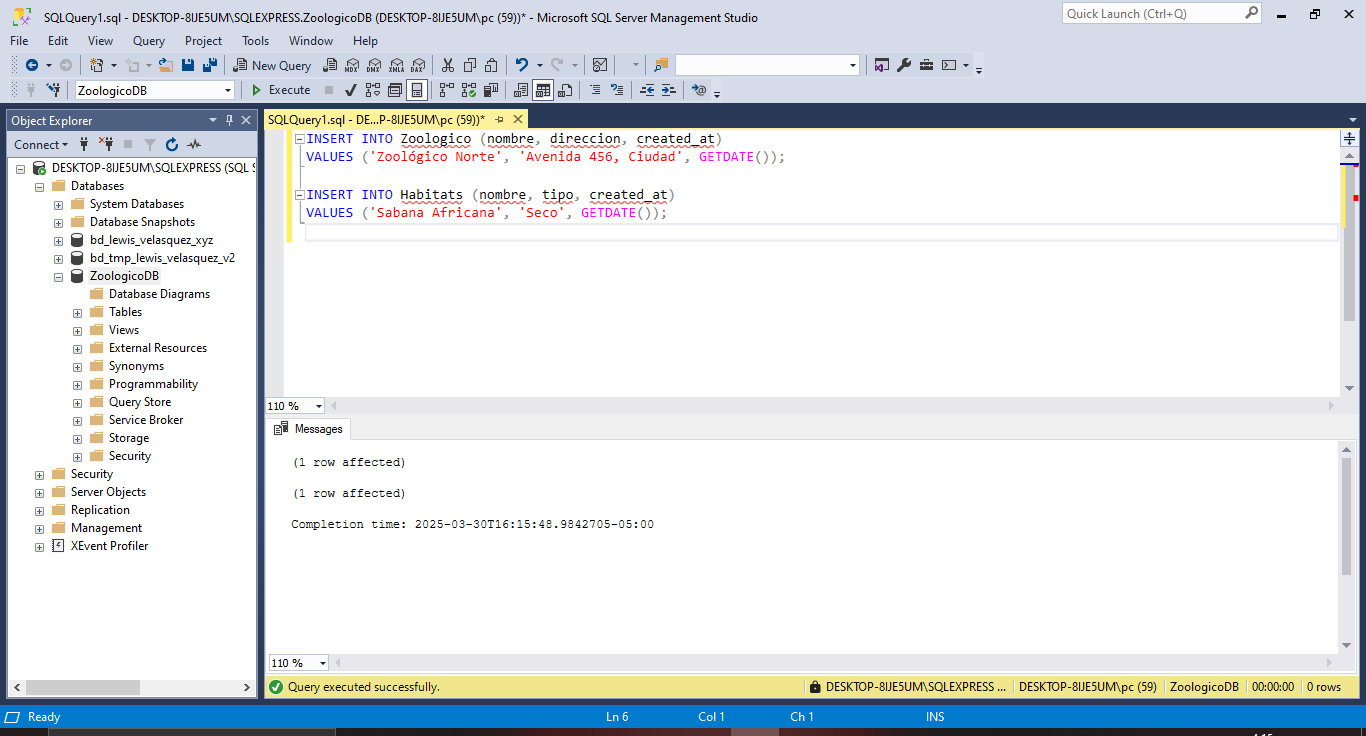 SQLQuery1.sql - DESKTOP-8IJE5UM\SQLEXPRESS.ZoologicoDB (DESKTOP-8IJE5UM\pc (59))* - Microsoft SQL Server Management Studio
Quick Launch (Ctrl+Q)
File Edit View Query Project Tools Window Help
New Query MDX DMX XMLA DAX
ZoologicoDB Execute
Object Explorer
Connect
DESKTOP-8IJE5UM\SQLEXPRESS (SQL S
Databases
System Databases
Database Snapshots
bd_lewis_velasquez_xyz
bd_tmp_lewis_velasquez_v2
ZoologicoDB
Database Diagrams
Tables
Views
External Resources
Synonyms
Programmability
Query Store
Service Broker
Storage
Security
Security
Server Objects
Replication
Management
XEvent Profiler
SQLQuery1.sql - DE...P-8IJE5UM\pc (59))*
INSERT INTO Zoologico (nombre, direccion, created_at)
VALUES ('Zoológico Norte', 'Avenida 456, Ciudad', GETDATE());
INSERT INTO Habitats (nombre, tipo, created_at)
VALUES ('Sabana Africana', 'Seco', GETDATE());
110 %
Messages
(1 row affected)
(1 row affected)
Completion time: 2025-03-30T16:15:48.9842705-05:00
110 %
Query executed successfully. DESKTOP-8IJE5UM\SQLEXPRESS ... DESKTOP-8IJE5UM\pc (59) ZoologicoDB 00:00:00 0 rows
Ready Ln 6 Col 1 Ch 1 INS